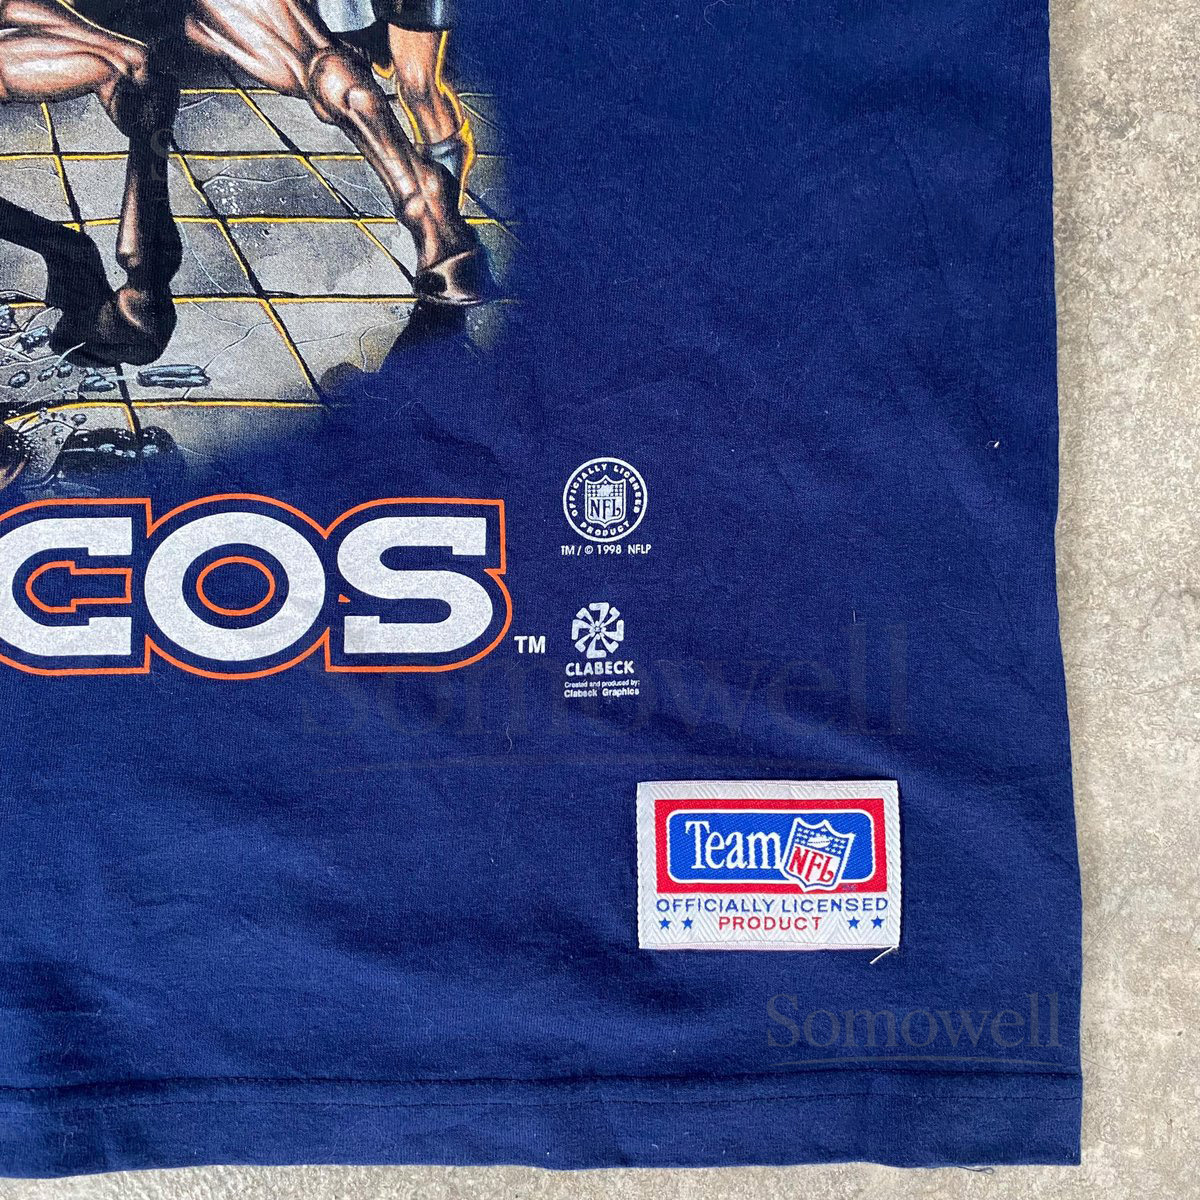 OFFICIALLY LICENSED
NFL
PRODUCT
TM / © 1998 NFLP
COS
TM
CLABECK
Created and produced by:
Clabeck Graphics
Somowell
Team NFL
OFFICIALLY LICENSED
PRODUCT
Somowell